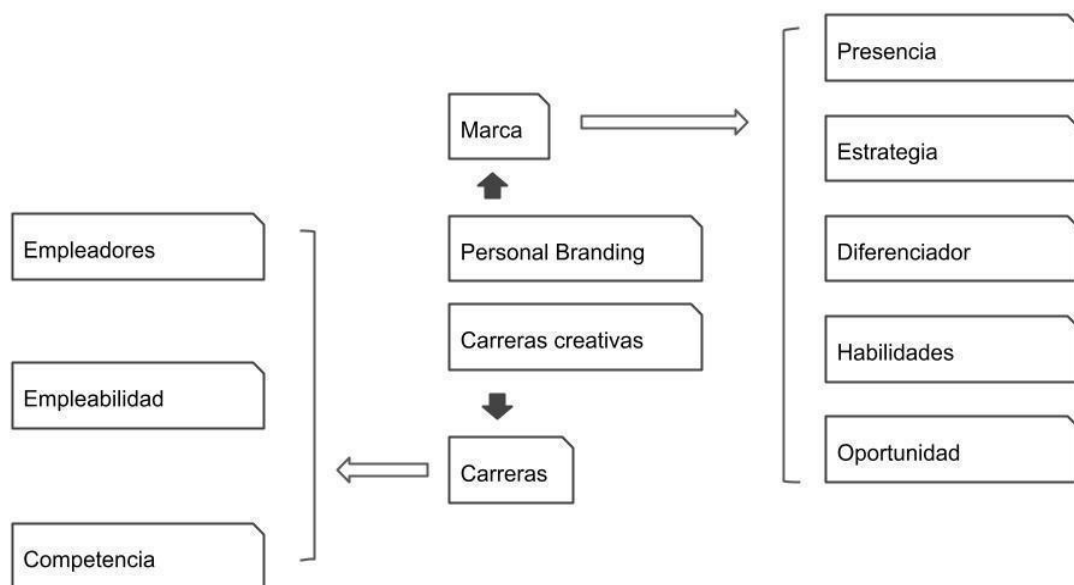 Presencia
Marca
Estrategia
Empleadores
Personal Branding
Diferenciador
Carreras creativas
Habilidades
Empleabilidad
Carreras
Oportunidad
Competencia